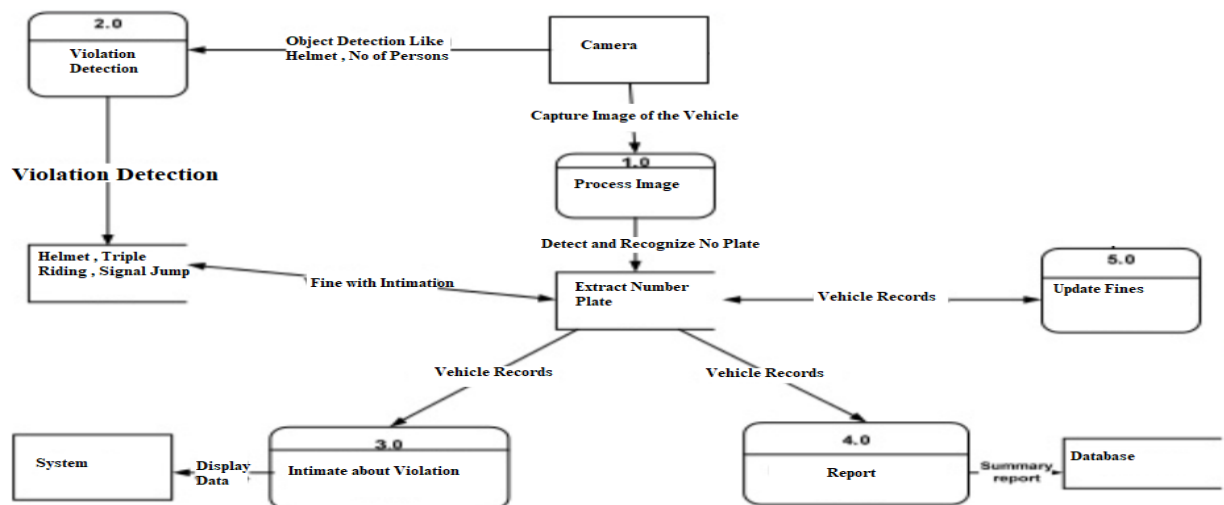 2.0
Violation
Detection
Object Detection Like
Helmet , No of Persons
Camera
Capture Image of the Vehicle
1.0
Process Image
Violation Detection
Detect and Recognize No Plate
Helmet , Triple
Riding , Signal Jump
Fine with Intimation
Extract Number
Plate
Vehicle Records
5.0
Update Fines
Vehicle Records
Vehicle Records
System
Display
Data
3.0
Intimate about Violation
4.0
Report
Summary
report
Database